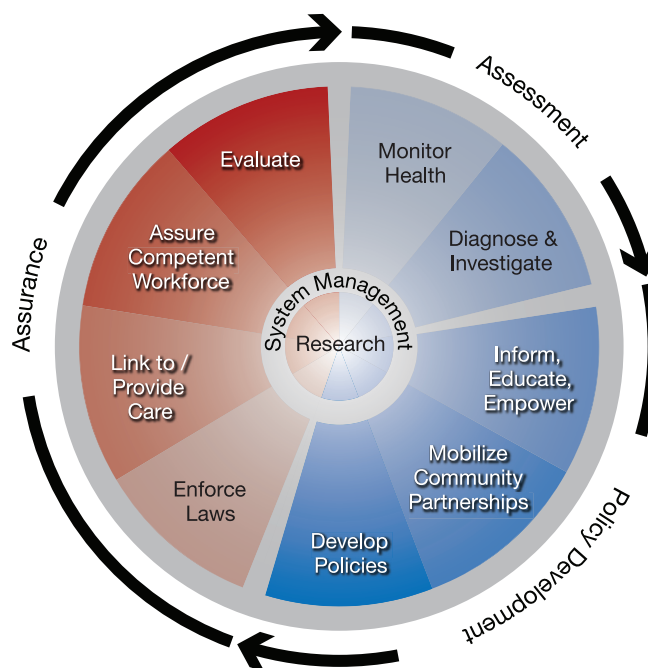 Assessment
Monitor
Health
Diagnose &
Investigate
Inform,
Educate,
Empower
Mobilize
Community
Partnerships
Policy Development
Develop
Policies
Enforce
Laws
Link to /
Provide
Care
Assure
Competent
Workforce
Evaluate
Assurance
System Management
Research